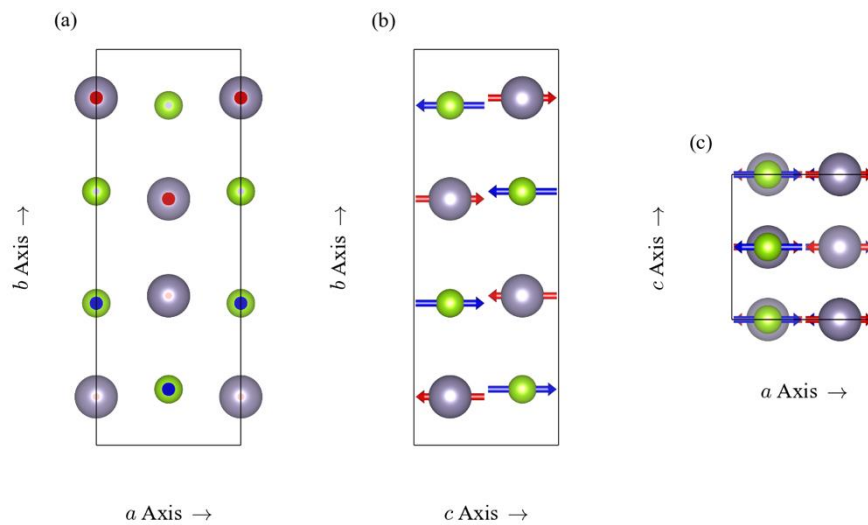 (a)
(b)
(c)
b Axis →
b Axis →
c Axis →
a Axis →
a Axis →
c Axis →